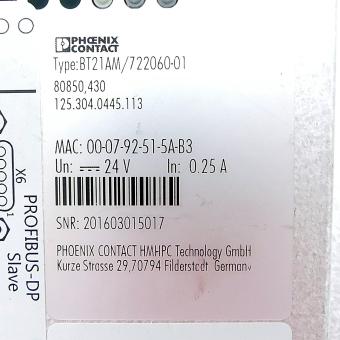 PHŒNIX
CONTACT
Type:BT21AM/722060-01
80850,430
125.304.0445.113
MAC: 00-07-92-51-5A-B3
Un: 24 V In: 0.25 A
SNR: 201603015017
PHOENIX CONTACT HMHPC Technology GmbH
Kurze Strasse 29,70794 Filderstadt Germany
X6
1
PROFIBUS-DP
Slave